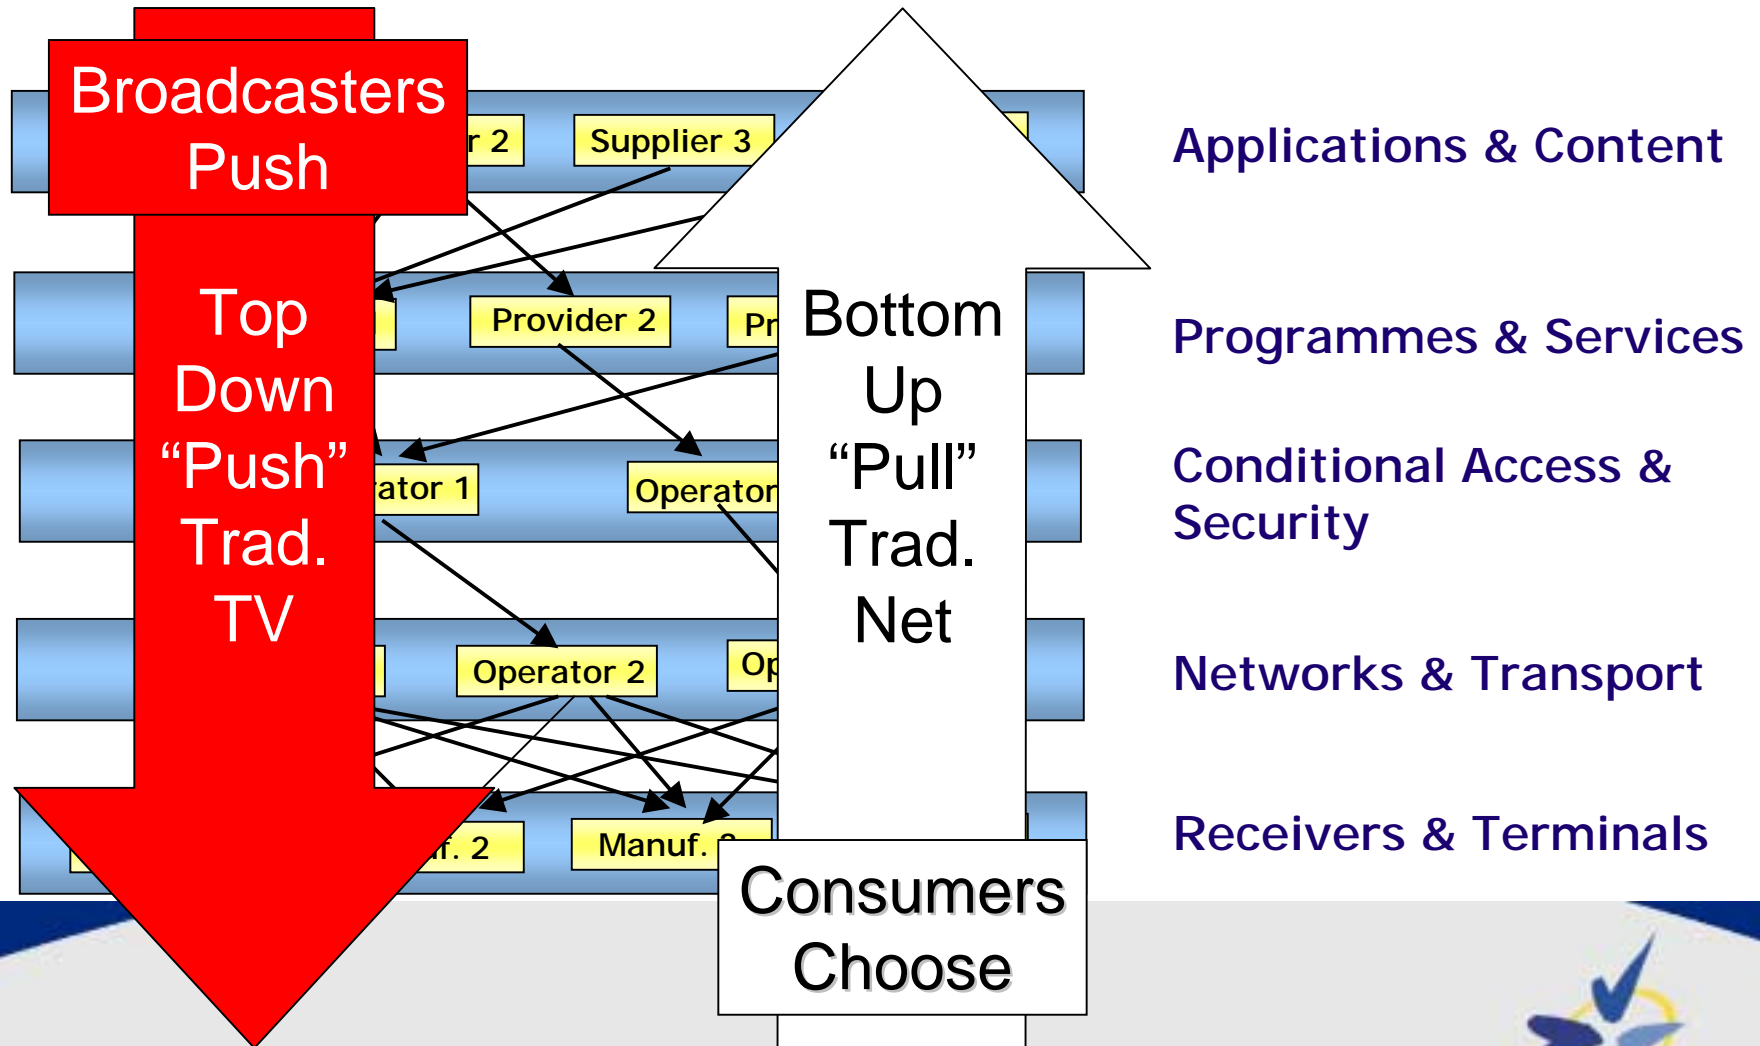 Broadcasters
Push
Top
Down
“Push”
Trad.
TV
Bottom
Up
“Pull”
Trad.
Net
Consumers
Choose
r 2
Supplier 3
Applications & Content
Provider 2
Pr
Programmes & Services
rator 1
Operator
Conditional Access &
Security
Operator 2
Op
Networks & Transport
f. 2
Manuf.
Receivers & Terminals